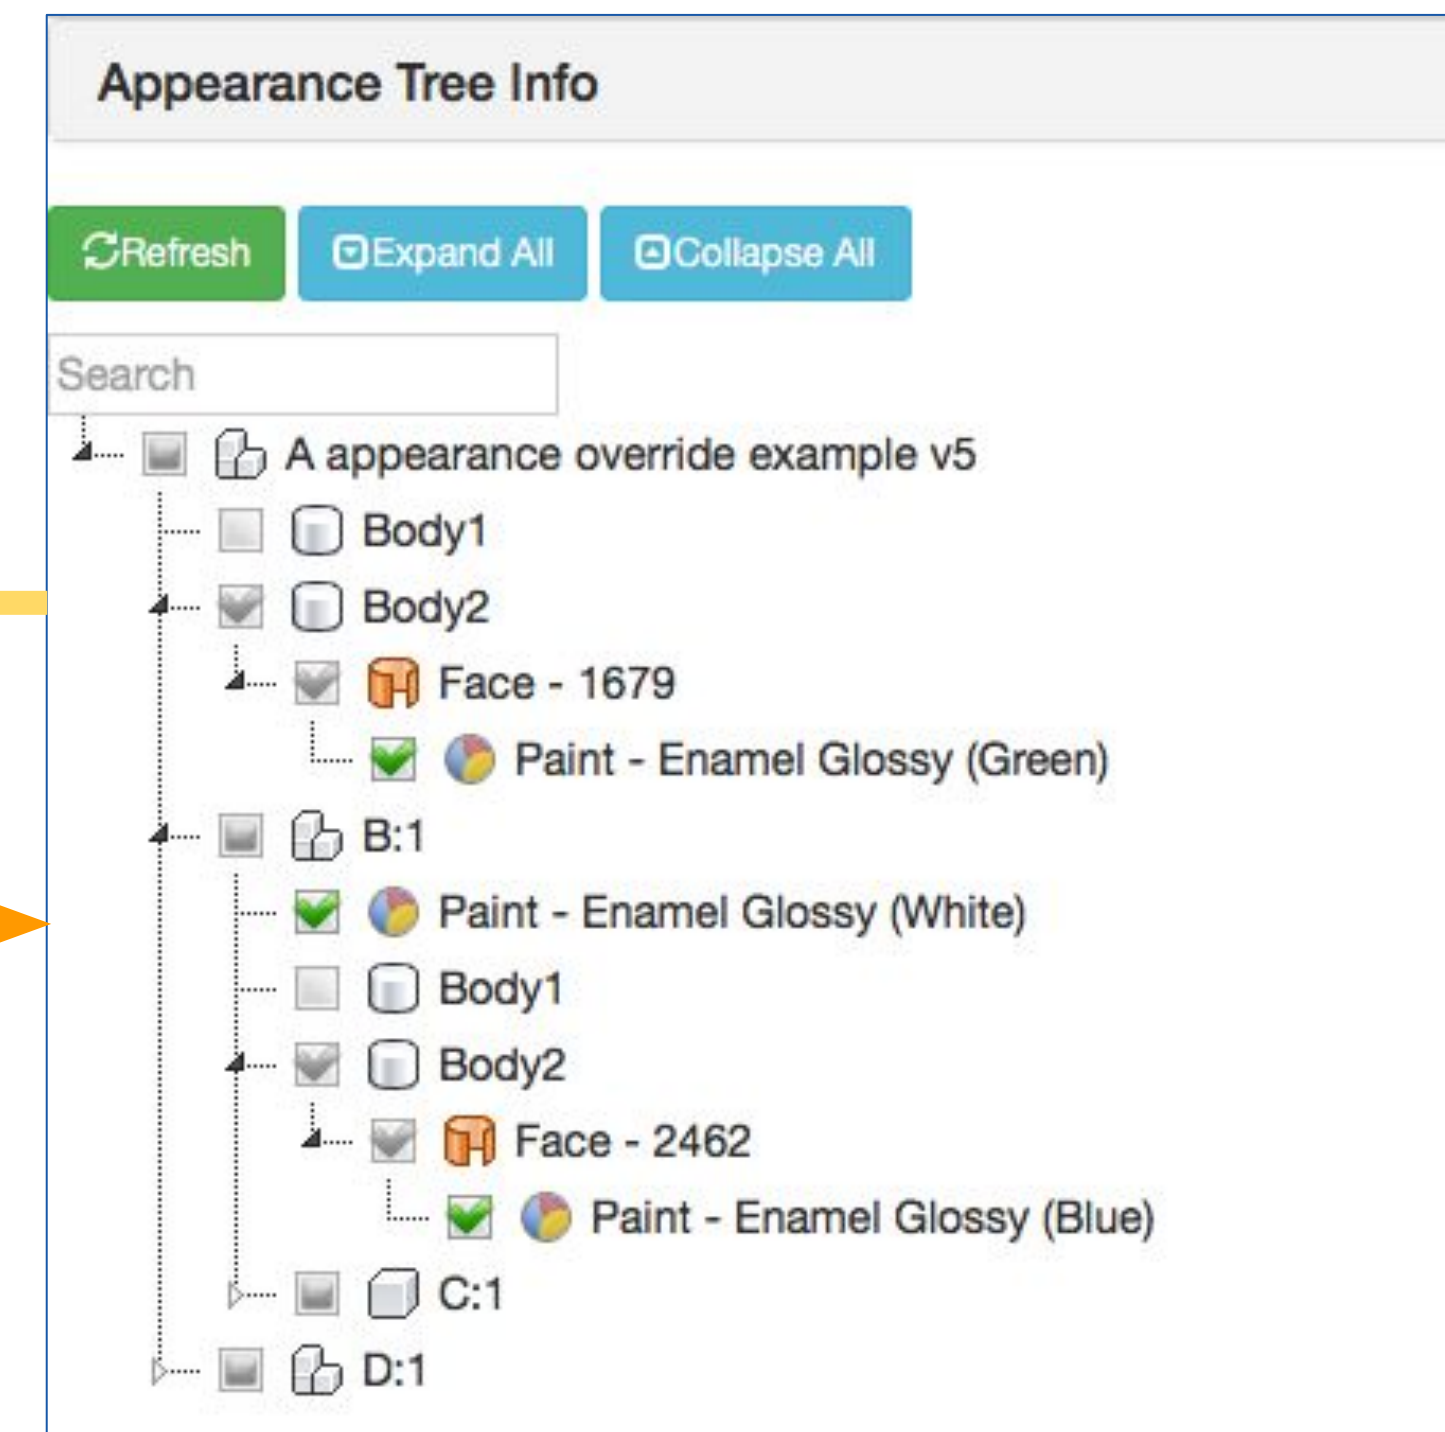 Appearance Tree Info
Refresh Expand All Collapse All
Search
A appearance override example v5
Body1
Body2
Face - 1679
Paint - Enamel Glossy (Green)
B:1
Paint - Enamel Glossy (White)
Body1
Body2
Face - 2462
Paint - Enamel Glossy (Blue)
C:1
D:1